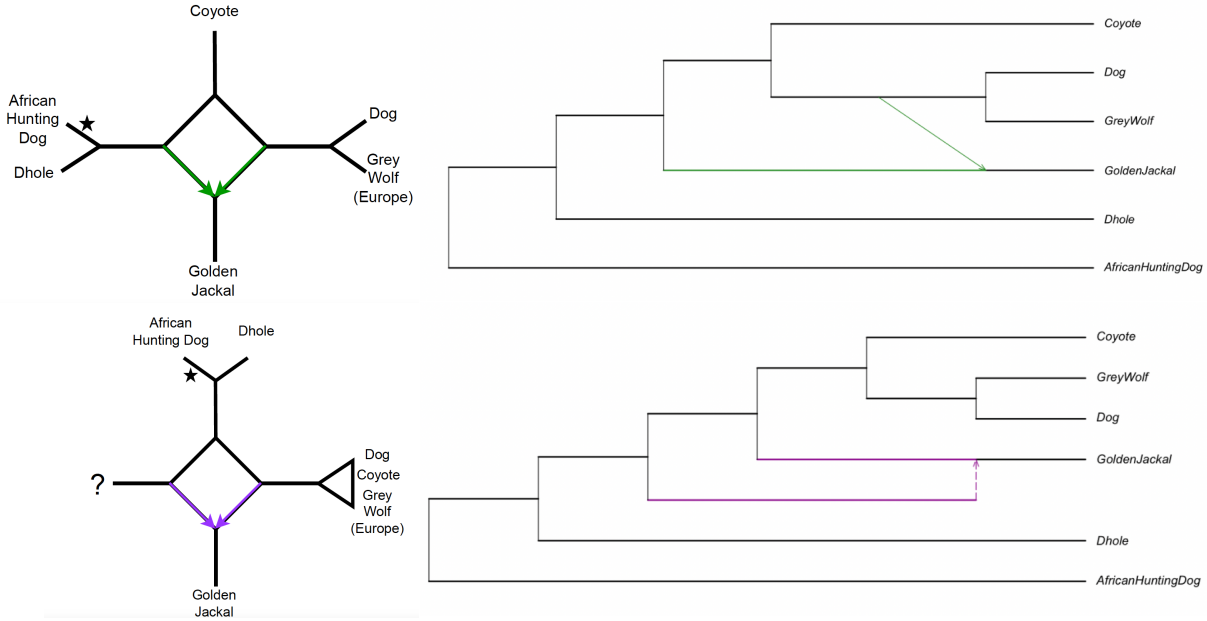 Coyote
African
Hunting
Dog
Dhole
Dog
Grey
Wolf
(Europe)
Golden
Jackal
Coyote
Dog
GreyWolf
GoldenJackal
Dhole
AfricanHuntingDog
African
Hunting Dog
Dhole
?
Dog
Coyote
Grey
Wolf
(Europe)
Golden
Jackal
Coyote
GreyWolf
Dog
GoldenJackal
Dhole
AfricanHuntingDog